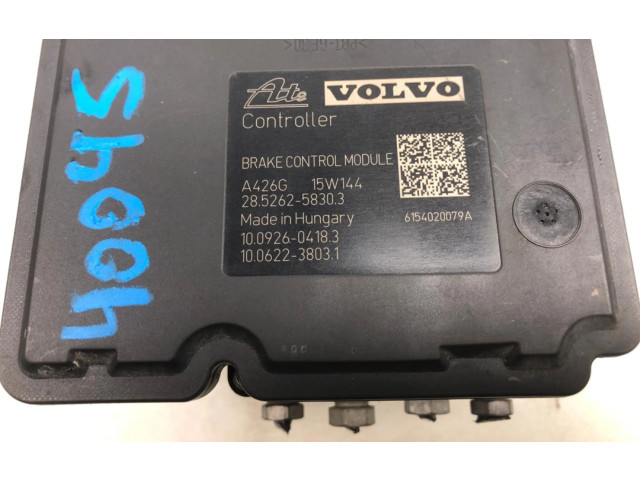 Ate VOLVO
Controller
BRAKE CONTROL MODULE
A426G 15W144
28.5262-5830.3
Made in Hungary 6154020079A
10.0926-0418.3
10.0622-3803.1